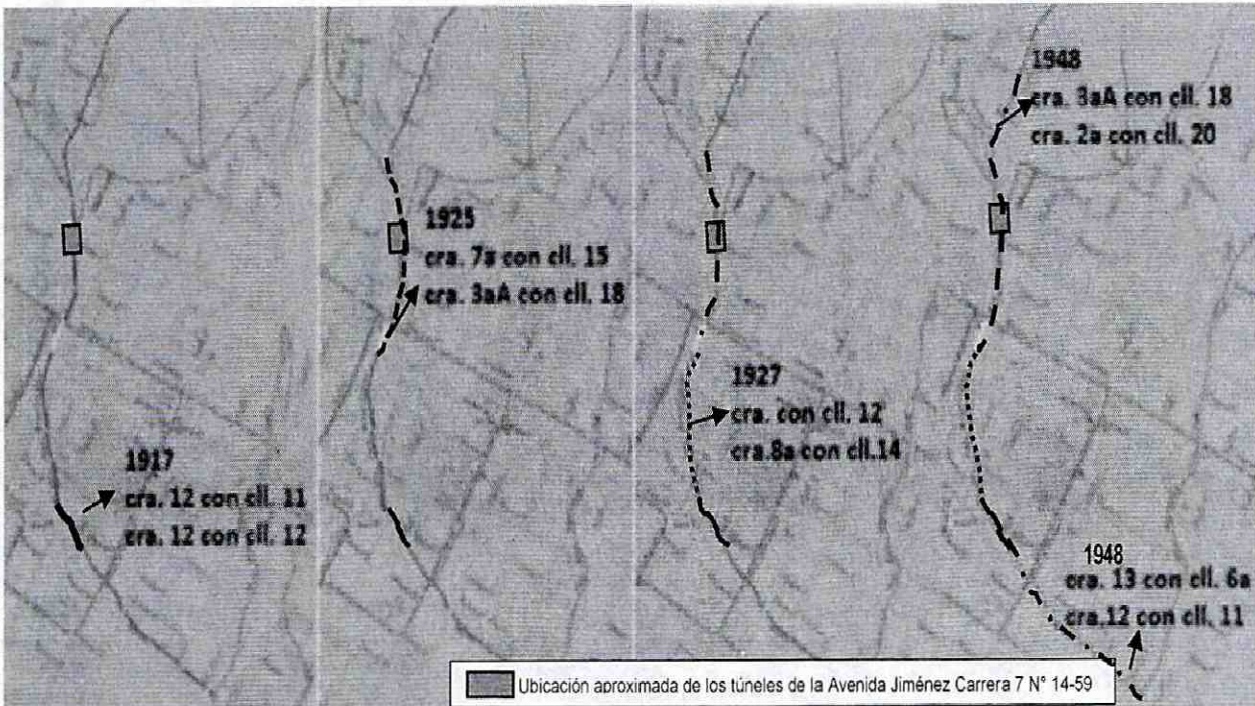 1917
cra. 12 con cll. 11
cra. 12 con cll. 12
1925
cra. 7a con cll. 15
cra. 3aA con cll. 18
1927
cra. con cll. 12
cra.8a con cll.14
1948
cra. 3aA con cll. 18
cra. 2a con cll. 20
1948
cra. 13 con cll. 6a
cra.12 con cll. 11
Ubicación aproximada de los túneles de la Avenida Jiménez Carrera 7 N° 14-59